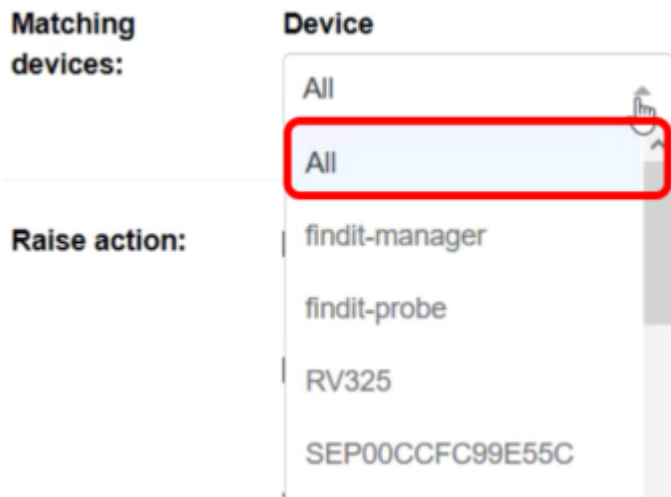 Matching
devices:
Device
All
All
findit-manager
Raise action:
findit-probe
RV325
SEP00CCFC99E55C